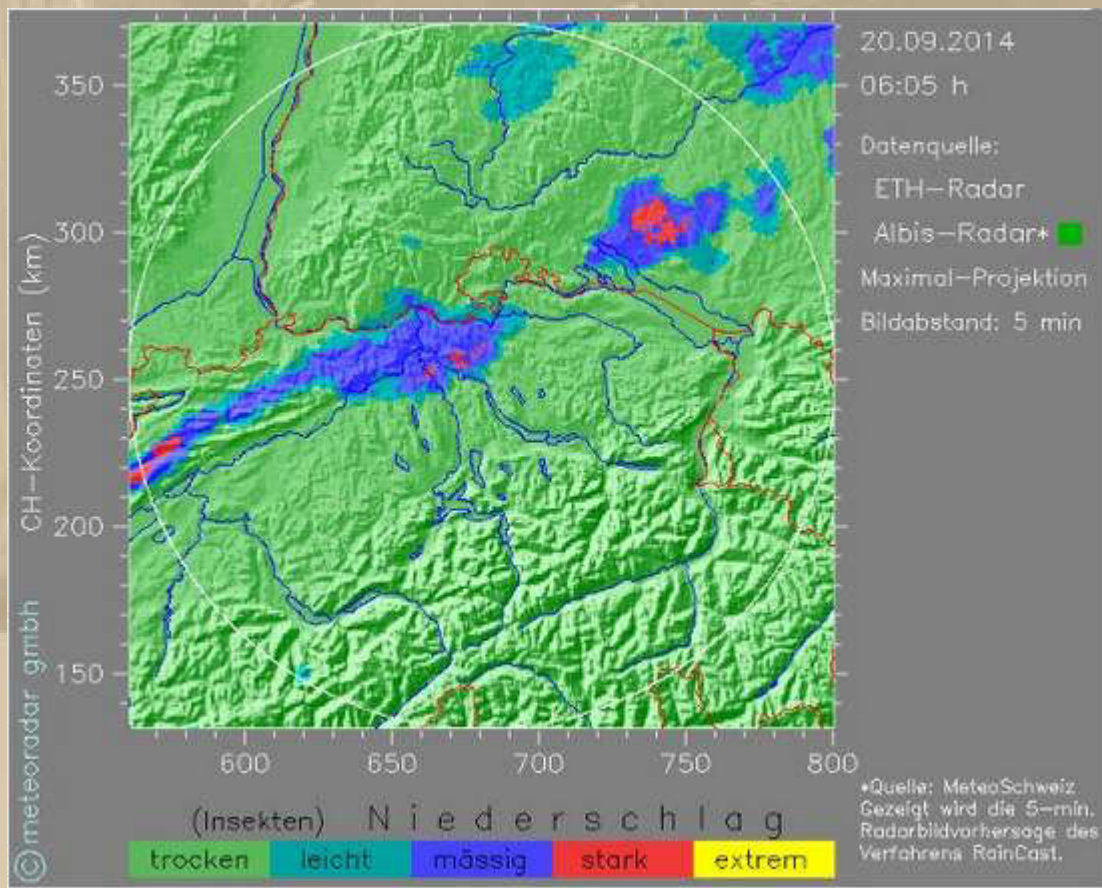 20.09.2014
06:05 h
Datenquelle:
ETH-Radar
Albis-Radar*
Maximal-Projektion
Bildabstand: 5 min
CH-Koordinaten (km)
350
300
250
200
150
600 650 700 750 800
©meteoradar gmbh
*Quelle: MeteoSchweiz
Gezeigt wird die 5-min.
Radarbildvorhersage des
Verfahrens RainCast.
(Insekten) Niederschlag
trocken leicht mässig stark extrem